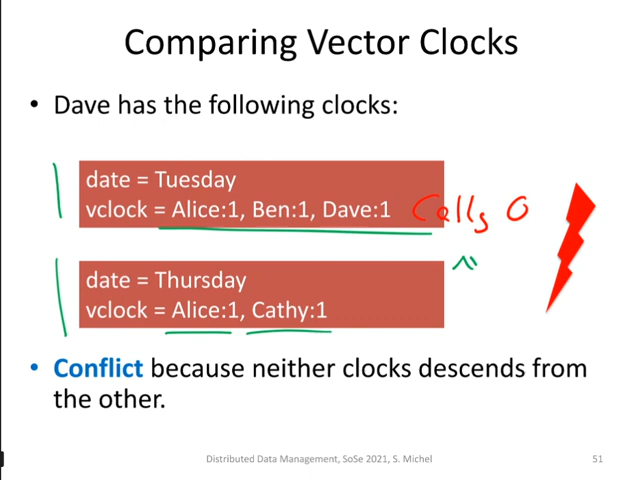 Comparing Vector Clocks
• Dave has the following clocks:
date = Tuesday
vclock = Alice:1, Ben:1, Dave:1
date = Thursday
vclock = Alice:1, Cathy:1
• Conflict because neither clocks descends from
the other.
Distributed Data Management, SoSe 2021, S. Michel 51